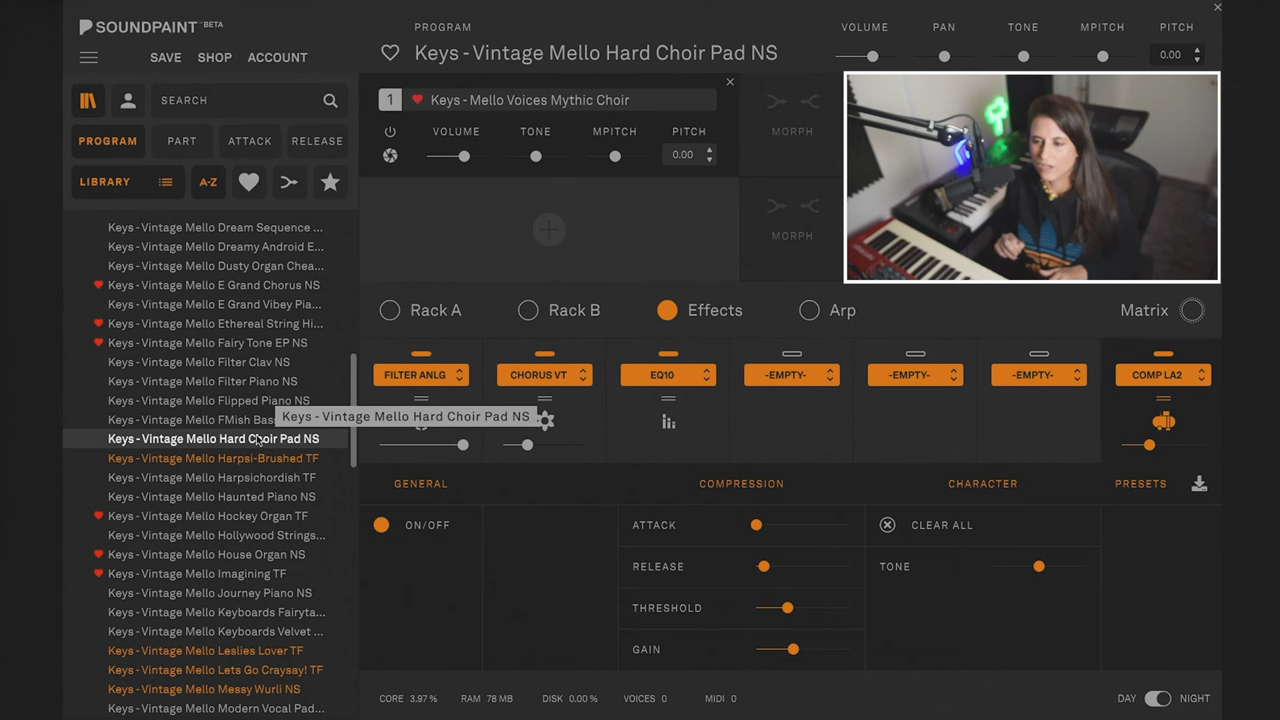 SOUNDPAINT BETA
SAVE SHOP ACCOUNT
SEARCH
PROGRAM PART ATTACK RELEASE
LIBRARY A-Z
Keys - Vintage Mello Dream Sequence ...
Keys - Vintage Mello Dreamy Android E...
Keys - Vintage Mello Dusty Organ Chea...
Keys - Vintage Mello E Grand Chorus NS
Keys - Vintage Mello E Grand Vibey Pia...
Keys - Vintage Mello Ethereal String Hi...
Keys - Vintage Mello Fairy Tone EP NS
Keys - Vintage Mello Filter Clav NS
Keys - Vintage Mello Filter Piano NS
Keys - Vintage Mello Flipped Piano NS
Keys - Vintage Mello FMish Bas
Keys - Vintage Mello Hard Choir Pad NS
Keys - Vintage Mello Hard Choir Pad NS
Keys - Vintage Mello Harpsi-Brushed TF
Keys - Vintage Mello Harpsichordish TF
Keys - Vintage Mello Haunted Piano NS
Keys - Vintage Mello Hockey Organ TF
Keys - Vintage Mello Hollywood Strings...
Keys - Vintage Mello House Organ NS
Keys - Vintage Mello Imagining TF
Keys - Vintage Mello Journey Piano NS
Keys - Vintage Mello Keyboards Fairyta...
Keys - Vintage Mello Keyboards Velvet ...
Keys - Vintage Mello Leslies Lover TF
Keys - Vintage Mello Lets Go Craysay! TF
Keys - Vintage Mello Messy Wurli NS
Keys - Vintage Mello Modern Vocal Pad...
PROGRAM
Keys - Vintage Mello Hard Choir Pad NS
VOLUME PAN TONE MPITCH PITCH
0.00
1 Keys - Mello Voices Mythic Choir
VOLUME TONE MPITCH PITCH
0.00
MORPH
MORPH
Rack A Rack B Effects Arp Matrix
FILTER ANLG CHORUS VT EQ10 -EMPTY- -EMPTY- -EMPTY- COMP LA2
GENERAL COMPRESSION CHARACTER PRESETS
ON/OFF ATTACK CLEAR ALL
RELEASE TONE
THRESHOLD
GAIN
CORE 3.97 % RAM 78 MB DISK 0.00 % VOICES 0 MIDI 0 DAY NIGHT